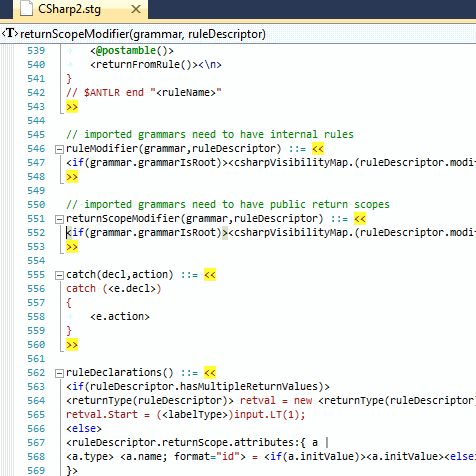 CSharp2.stg
<T> returnScopeModifier(grammar, ruleDescriptor)
539 <@postamble()>
540 <returnFromRule()><\n>
541 }
542 // $ANTLR end "<ruleName>"
543 >>
544
545 // imported grammars need to have internal rules
546 ruleModifier(grammar,ruleDescriptor) ::= <<
547 <if(grammar.grammarIsRoot)><csharpVisibilityMap.(ruleDescriptor.modi
548 >>
549
550 // imported grammars need to have public return scopes
551 returnScopeModifier(grammar,ruleDescriptor) ::= <<
552 <if(grammar.grammarIsRoot)><csharpVisibilityMap.(ruleDescriptor.modi
553 >>
554
555 catch(decl,action) ::= <<
556 catch (<e.decl>)
557 {
558 <e.action>
559 }
560 >>
561
562 ruleDeclarations() ::= <<
563 <if(ruleDescriptor.hasMultipleReturnValues)>
564 <returnType(ruleDescriptor)> retval = new <returnType(ruleDescriptor)
565 retval.Start = (<labelType>)input.LT(1);
566 <else>
567 <ruleDescriptor.returnScope.attributes:{ a |
568 <a.type> <a.name; format="id"> = <if(a.initValue)><a.initValue><else
569 }>